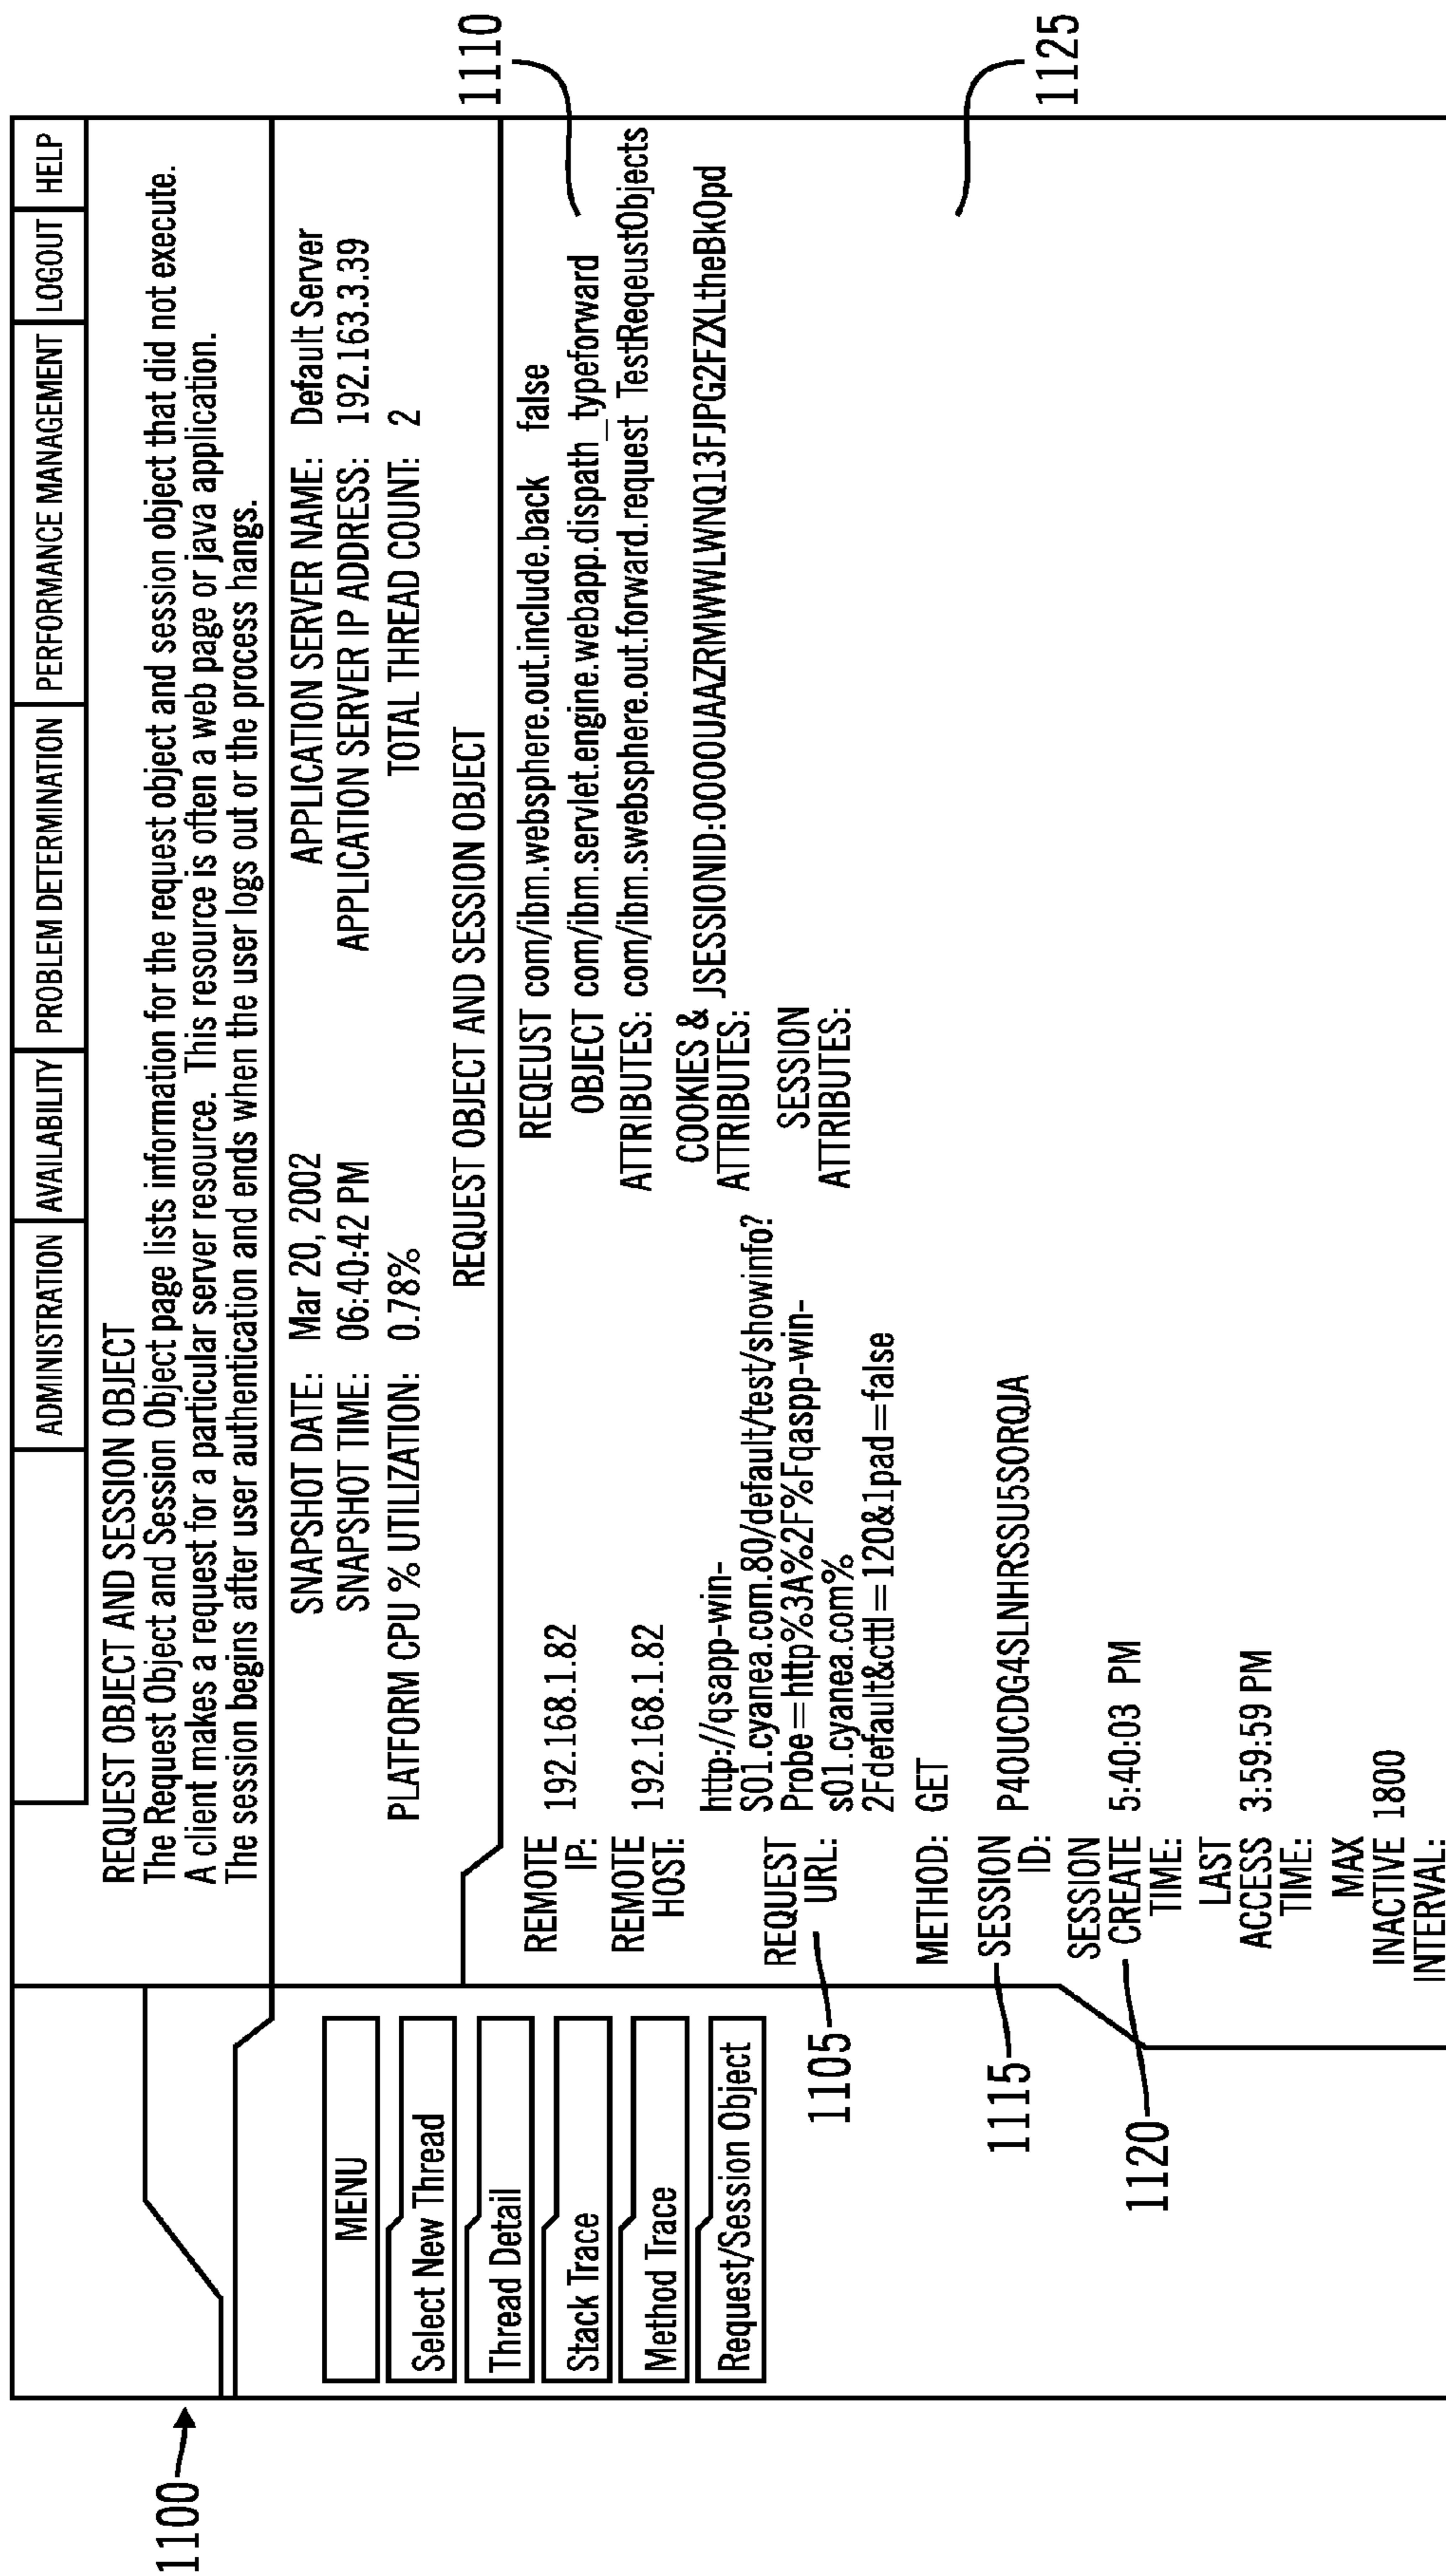 1100
ADMINISTRATION AVAILABILITY PROBLEM DETERMINATION PERFORMANCE MANAGEMENT LOGOUT HELP
REQUEST OBJECT AND SESSION OBJECT
The Request Object and Session Object page lists information for the request object and session object that did not execute.
A client makes a request for a particular server resource. This resource is often a web page or java application.
The session begins after user authentication and ends when the user logs out or the process hangs.
SNAPSHOT DATE: Mar 20, 2002
SNAPSHOT TIME: 06:40:42 PM
PLATFORM CPU % UTILIZATION: 0.78%
APPLICATION SERVER NAME: Default Server
APPLICATION SERVER IP ADDRESS: 192.163.3.39
TOTAL THREAD COUNT: 2
MENU
Select New Thread
Thread Detail
Stack Trace
Method Trace
Request/Session Object
REQUEST OBJECT AND SESSION OBJECT
REMOTE
IP: 192.168.1.82
REMOTE
HOST: 192.168.1.82
REQUEST
URL:
http://qsapp-win-
S01.cyanea.com.80/default/test/showinfo?
Probe=http%3A%2F%Fqaspp-win-
s01.cyanea.com%
2Fdefault&cttl=120&1pad=false
1105
METHOD: GET
SESSION
ID: P40UCDG4SLNHRSSU5SORQJA
1115
SESSION
CREATE 5:40:03 PM
TIME:
1120
LAST
ACCESS 3:59:59 PM
TIME:
MAX
INACTIVE 1800
INTERVAL:
REQEUST com/ibm.websphere.out.include.back false
OBJECT com/ibm.servlet.engine.webapp.dispath_typeforward
ATTRIBUTES: com/ibm.swebsphere.out.forward.request TestReqeustObjects
1110
COOKIES &
ATTRIBUTES: JSESSIONID:0000UAAZRMWWLWNQ13FJPG2FZXLtheBkOpd
SESSION
ATTRIBUTES:
1125